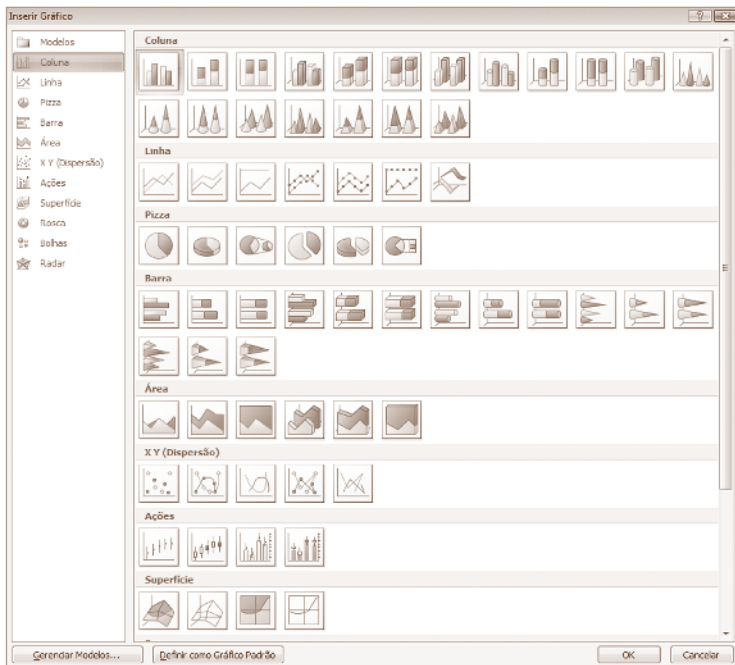 Inserir Gráfico
Modelos
Coluna
Linha
Pizza
Barra
Área
X Y (Dispersão)
Ações
Superfície
Rosca
Bolhas
Radar
Coluna
Linha
Pizza
Barra
Área
X Y (Dispersão)
Ações
Superfície
Gerenciar Modelos...
Definir como Gráfico Padrão
OK
Cancelar